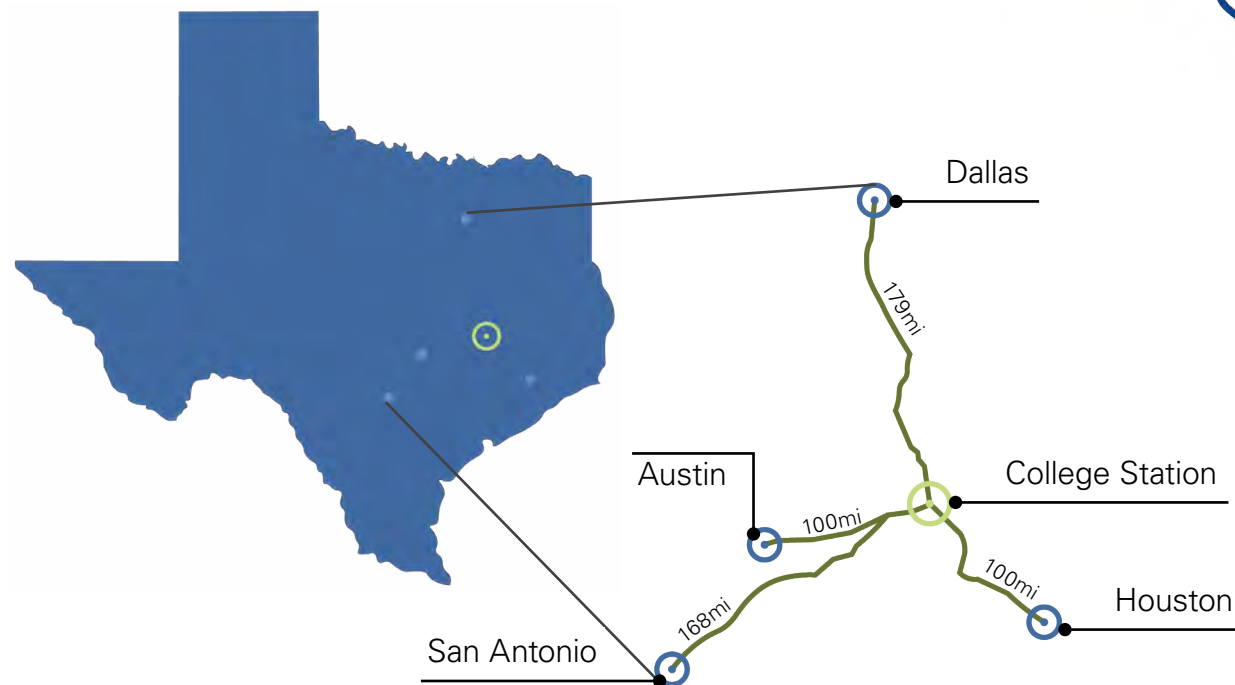 Dallas
179mi
Austin
College Station
100mi
100mi
Houston
168mi
San Antonio